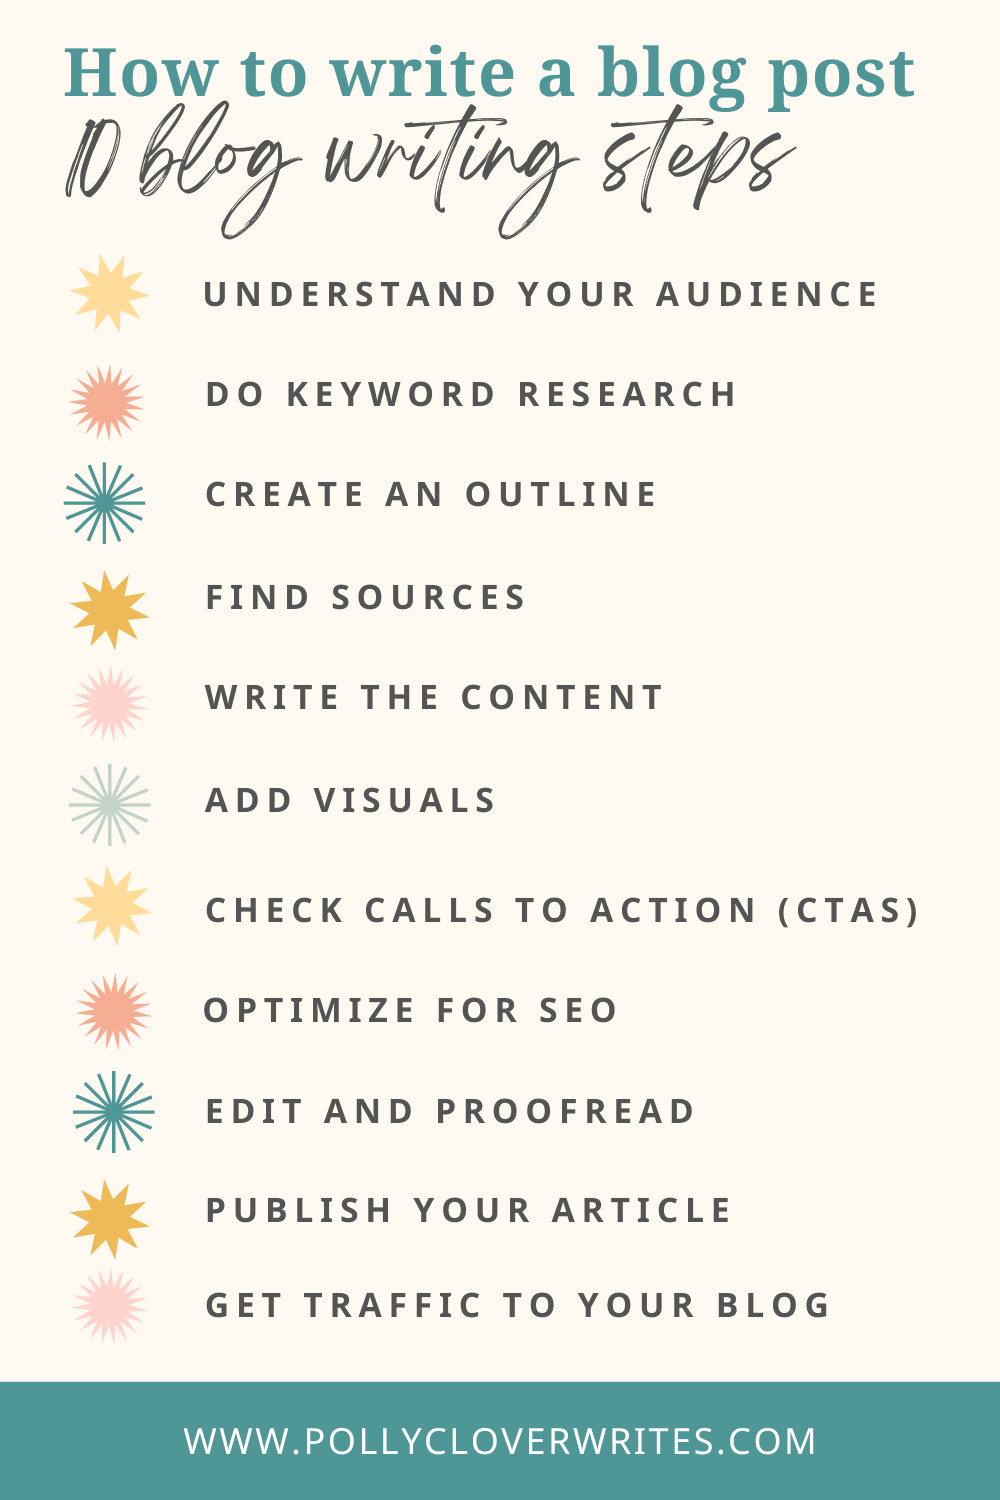 How to write a blog post
10 blog writing steps
UNDERSTAND YOUR AUDIENCE
DO KEYWORD RESEARCH
CREATE AN OUTLINE
FIND SOURCES
WRITE THE CONTENT
ADD VISUALS
CHECK CALLS TO ACTION (CTAS)
OPTIMIZE FOR SEO
EDIT AND PROOFREAD
PUBLISH YOUR ARTICLE
GET TRAFFIC TO YOUR BLOG
WWW.POLLYCLOVERWRITES.COM